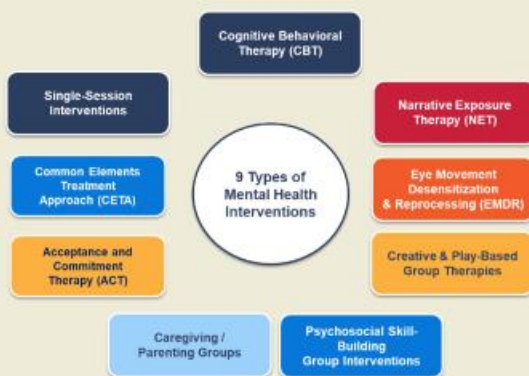 Cognitive Behavioral
Therapy (CBT)
Single-Session
Interventions
Narrative Exposure
Therapy (NET)
Common Elements
Treatment
Approach (CETA)
9 Types of
Mental Health
Interventions
Eye Movement
Desensitization
& Reprocessing (EMDR)
Acceptance and
Commitment
Therapy (ACT)
Creative & Play-Based
Group Therapies
Caregiving /
Parenting Groups
Psychosocial Skill-
Building
Group Interventions